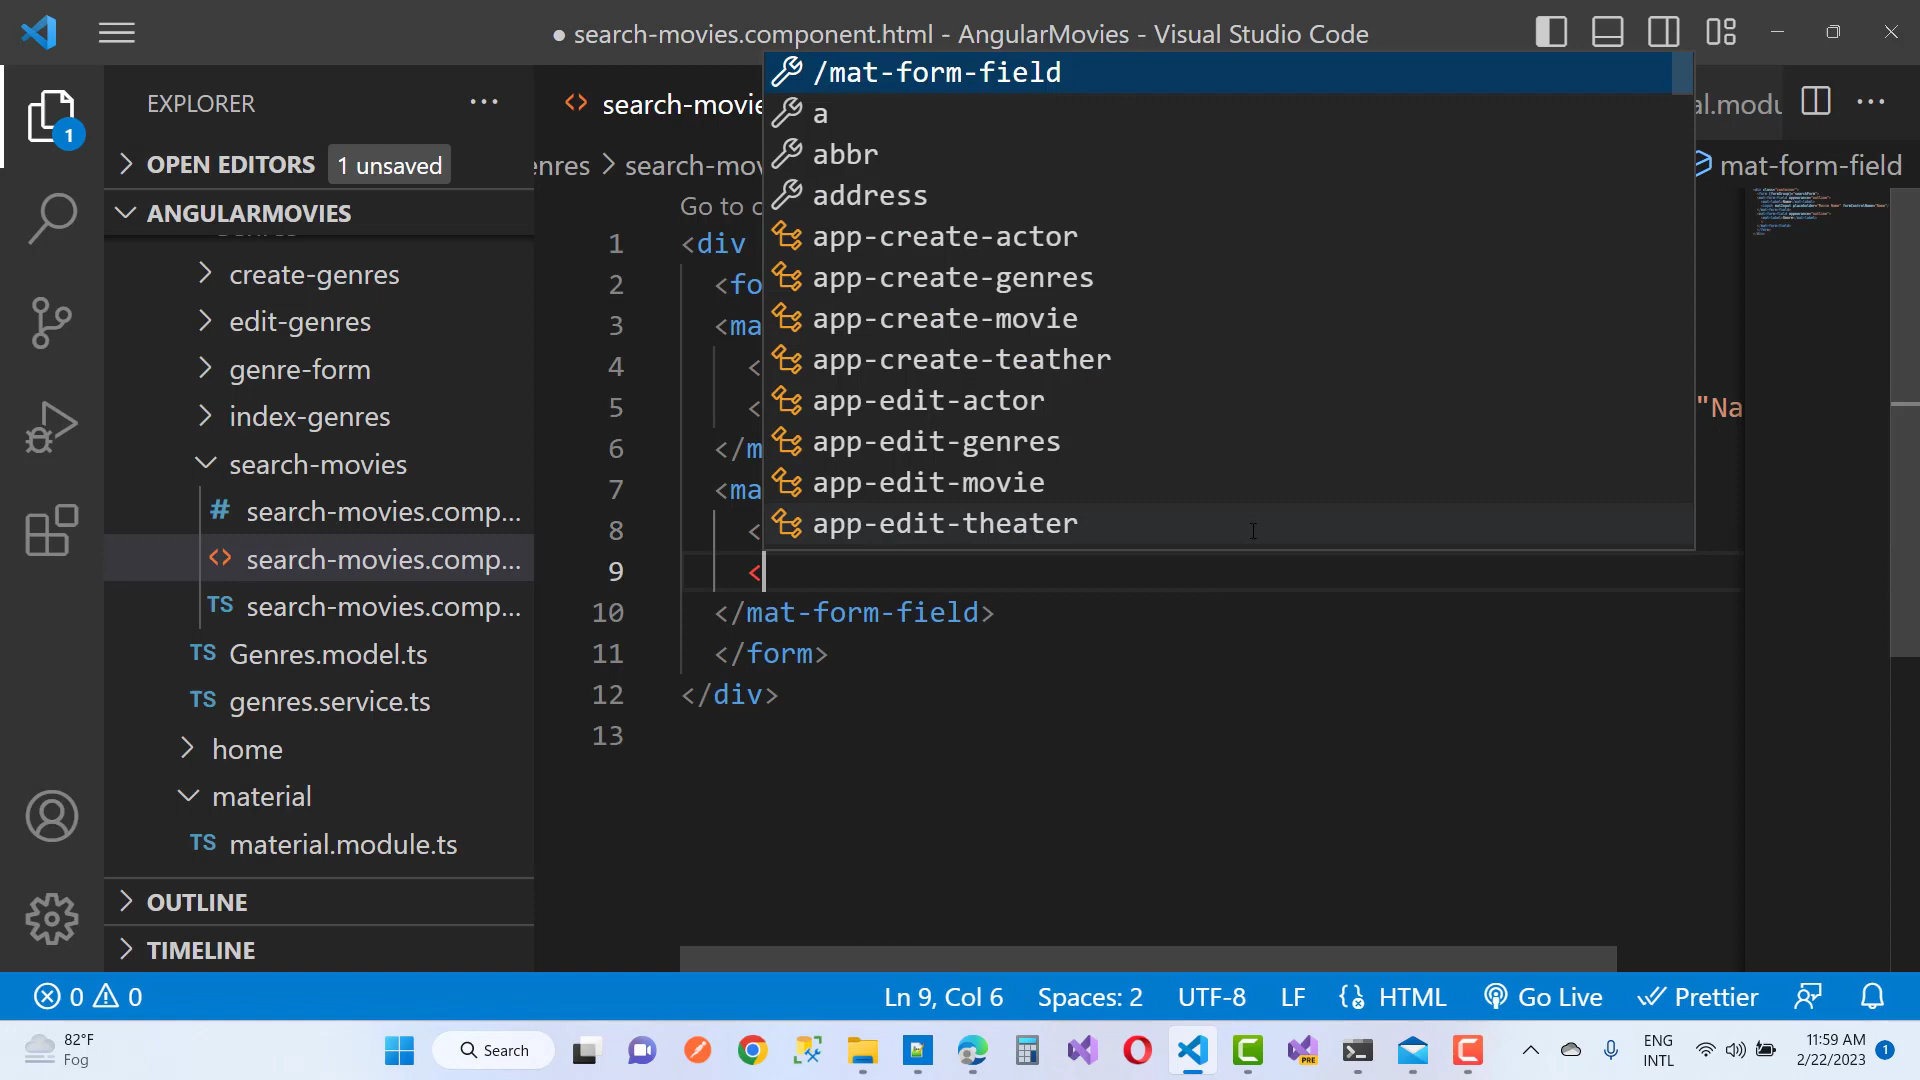 search-movies.component.html - AngularMovies - Visual Studio Code
EXPLORER
1
OPEN EDITORS 1 unsaved
ANGULARMOVIES
create-genres
edit-genres
genre-form
index-genres
search-movies
# search-movies.comp...
<> search-movies.comp...
TS search-movies.comp...
TS Genres.model.ts
TS genres.service.ts
home
material
TS material.module.ts
OUTLINE
TIMELINE
<> search-movie
al.modu
enres > search-mov
mat-form-field
Go to c
1 <div
2 <fo
3 <ma
4 <
5 < "Na
6 </m
7 <ma
8 <
9 <
10 </mat-form-field>
11 </form>
12 </div>
13
/mat-form-field
a
abbr
address
app-create-actor
app-create-genres
app-create-movie
app-create-teather
app-edit-actor
app-edit-genres
app-edit-movie
app-edit-theater
0 0 Ln 9, Col 6 Spaces: 2 UTF-8 LF HTML Go Live Prettier
82°F
Fog
Search
PRE
ENG
INTL
11:59 AM
2/22/2023
1